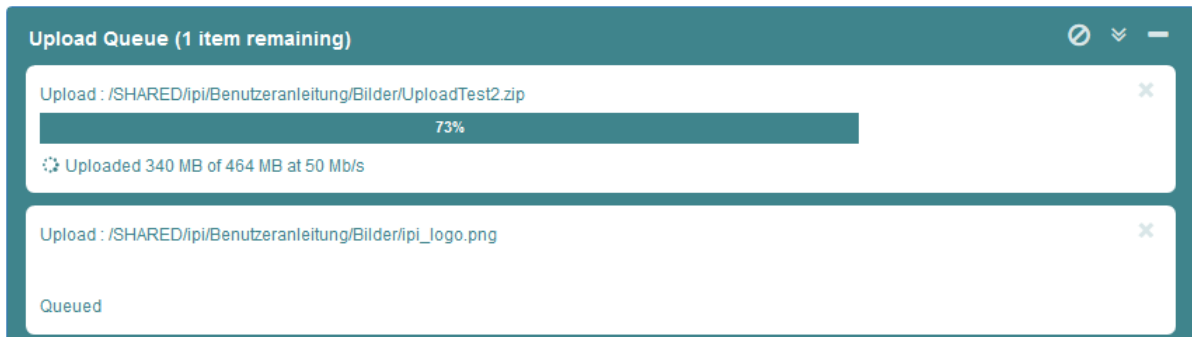 Upload Queue (1 item remaining)
Upload : /SHARED/ipi/Benutzeranleitung/Bilder/UploadTest2.zip
73%
Uploaded 340 MB of 464 MB at 50 Mb/s
Upload : /SHARED/ipi/Benutzeranleitung/Bilder/ipi_logo.png
Queued